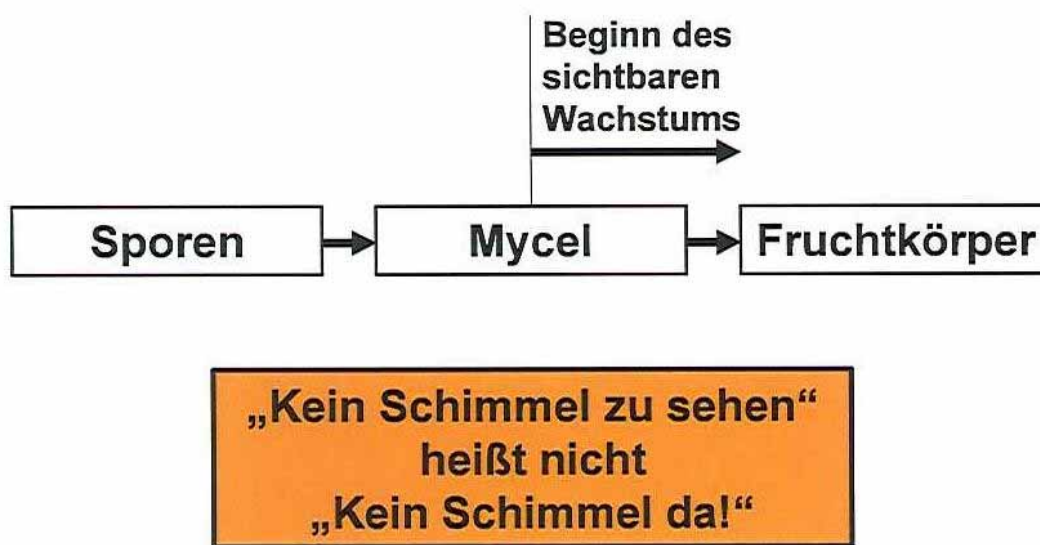 Beginn des
sichtbaren
Wachstums
Sporen
Mycel
Fruchtkörper
„Kein Schimmel zu sehen“
heißt nicht
„Kein Schimmel da!“